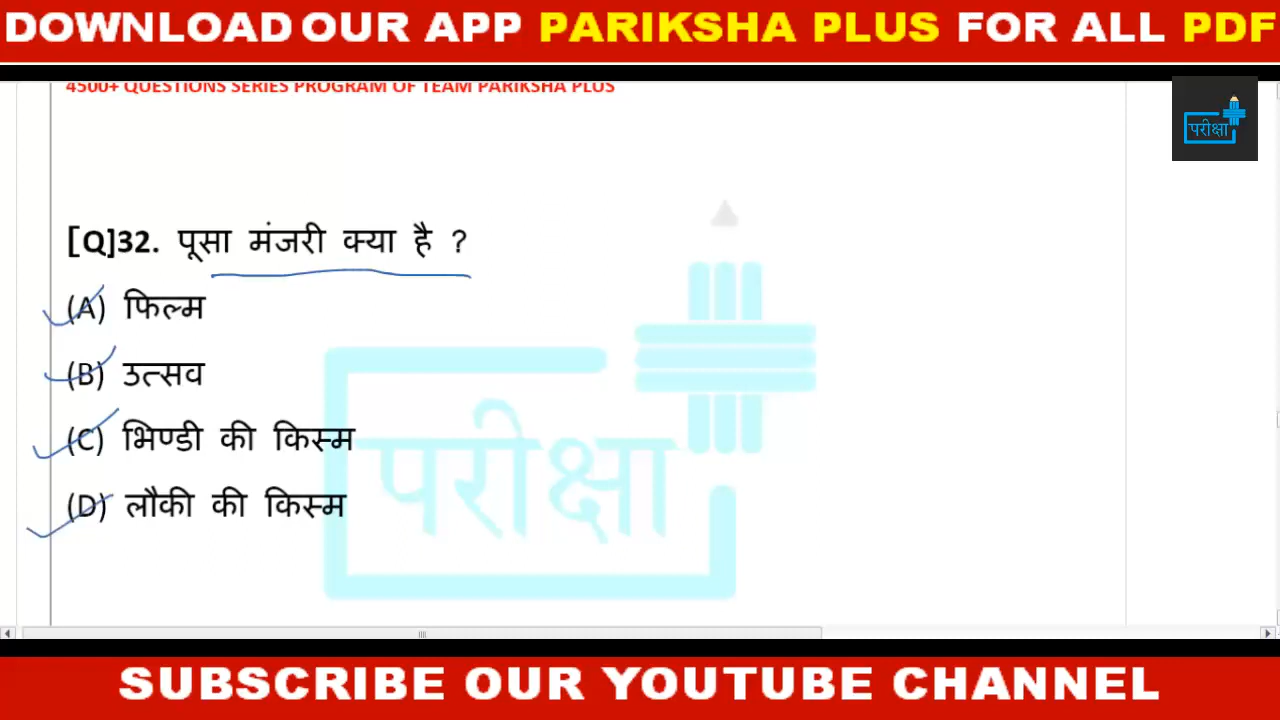 DOWNLOAD OUR APP PARIKSHA PLUS FOR ALL PDF
4500+ QUESTIONS SERIES PROGRAM OF TEAM PARIKSHA PLUS
परीक्षा
[Q]32. पूसा मंजरी क्या है ?
(A) फिल्म
(B) उत्सव
(C) भिण्डी की किस्म
(D) लौकी की किस्म
परीक्षा
SUBSCRIBE OUR YOUTUBE CHANNEL